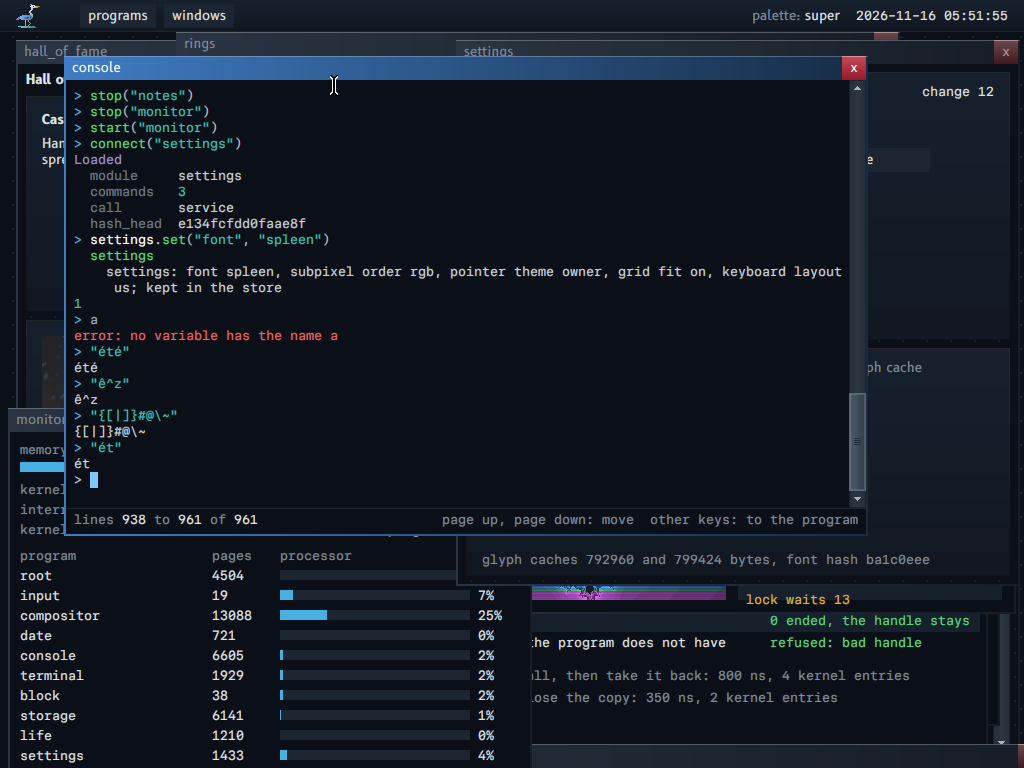 programs windows palette: super 2026-11-16 05:51:55
rings
hall_of_fame settings x
console x
Hall o
change 12
Cas
Han
spre
e
> stop("notes")
> stop("monitor")
> start("monitor")
> connect("settings")
Loaded
module settings
commands 3
call service
hash_head e134fcfdd0faae8f
> settings.set("font", "spleen")
settings
settings: font spleen, subpixel order rgb, pointer theme owner, grid fit on, keyboard layout
us; kept in the store
1
> a
error: no variable has the name a
> "été"
été
> "ê^z"
ê^z
> "{[|]}#@\~"
{[|]}#@\~
> "ét"
ét
>
lines 938 to 961 of 961 page up, page down: move other keys: to the program
ph cache
glyph caches 792960 and 799424 bytes, font hash ba1c0eee
monitor
memory
kernel
inter
kernel
program pages processor
root 4504
input 19 7%
compositor 13088 25%
date 721 0%
console 6605 2%
terminal 1929 2%
block 38 2%
storage 6141 1%
life 1210 0%
settings 1433 4%
lock waits 13
0 ended, the handle stays
the program does not have refused: bad handle
all, then take it back: 800 ns, 4 kernel entries
lose the copy: 350 ns, 2 kernel entries